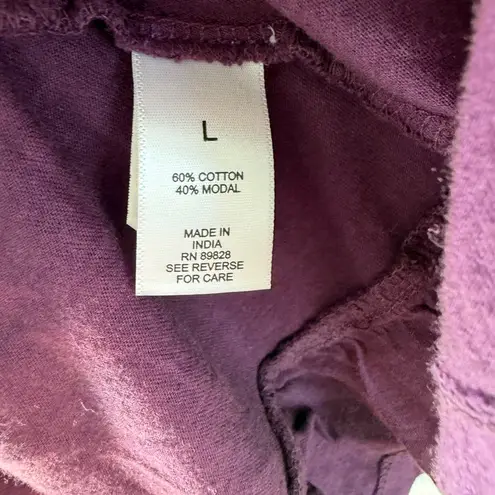 L
60% COTTON
40% MODAL
MADE IN
INDIA
RN 89828
SEE REVERSE
FOR CARE